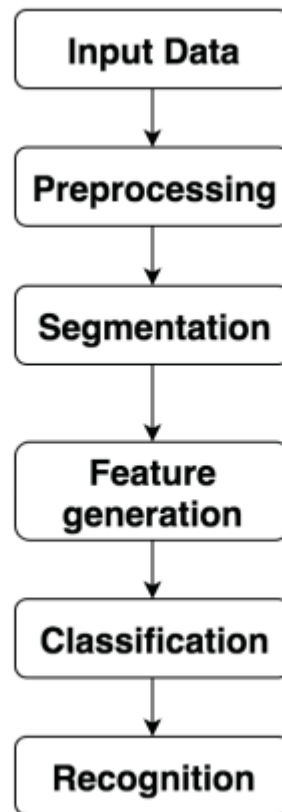 Input Data
Preprocessing
Segmentation
Feature
generation
Classification
Recognition